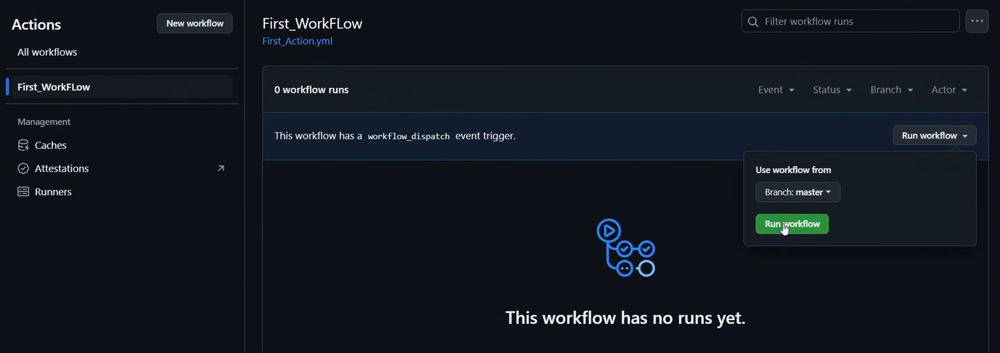 Actions
New workflow
All workflows
First_WorkFLow
Management
Caches
Attestations
Runners
First_WorkFLow
First_Action.yml
Filter workflow runs
0 workflow runs
Event
Status
Branch
Actor
This workflow has a workflow_dispatch event trigger.
Run workflow
Use workflow from
Branch: master
Run workflow
This workflow has no runs yet.